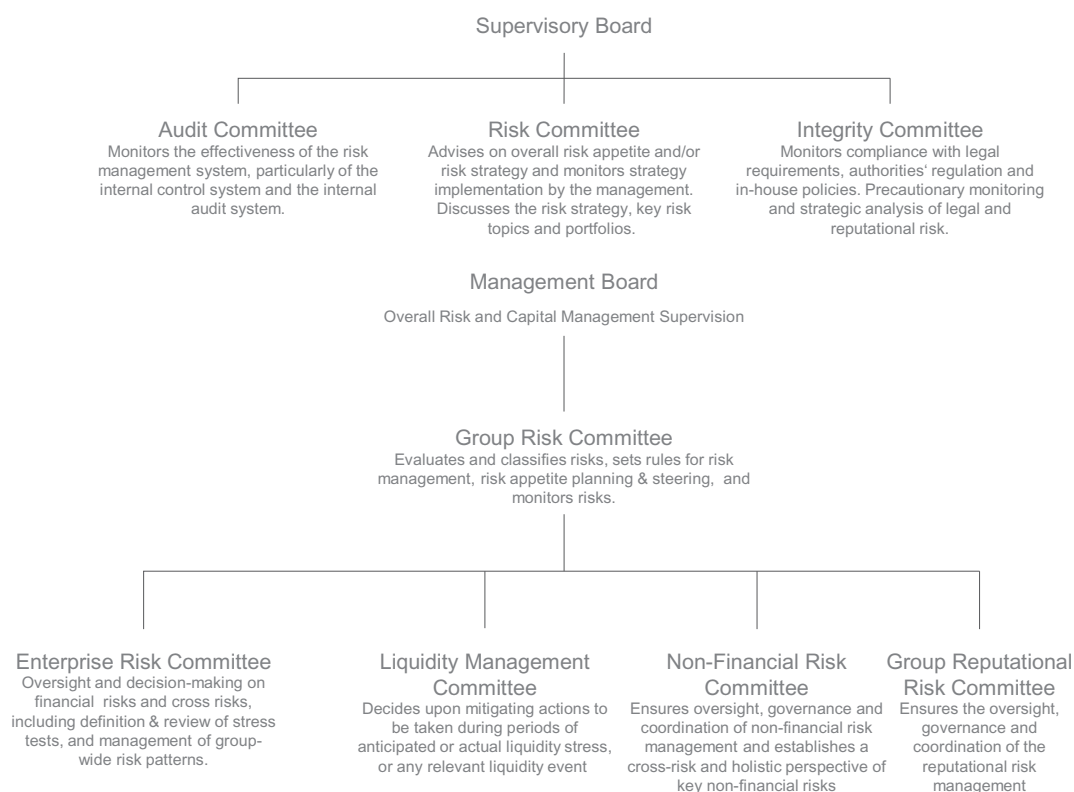 Supervisory Board
Audit Committee
Monitors the effectiveness of the risk
management system, particularly of the
internal control system and the internal
audit system.
Risk Committee
Advises on overall risk appetite and/or
risk strategy and monitors strategy
implementation by the management.
Discusses the risk strategy, key risk
topics and portfolios.
Integrity Committee
Monitors compliance with legal
requirements, authorities‘ regulation and
in-house policies. Precautionary monitoring
and strategic analysis of legal and
reputational risk.
Management Board
Overall Risk and Capital Management Supervision
Group Risk Committee
Evaluates and classifies risks, sets rules for risk
management, risk appetite planning & steering, and
monitors risks.
Enterprise Risk Committee
Oversight and decision-making on
financial risks and cross risks,
including definition & review of stress
tests, and management of group-
wide risk patterns.
Liquidity Management
Committee
Decides upon mitigating actions to
be taken during periods of
anticipated or actual liquidity stress,
or any relevant liquidity event
Non-Financial Risk
Committee
Ensures oversight, governance and
coordination of non-financial risk
management and establishes a
cross-risk and holistic perspective of
key non-financial risks
Group Reputational
Risk Committee
Ensures the oversight,
governance and
coordination of the
reputational risk
management